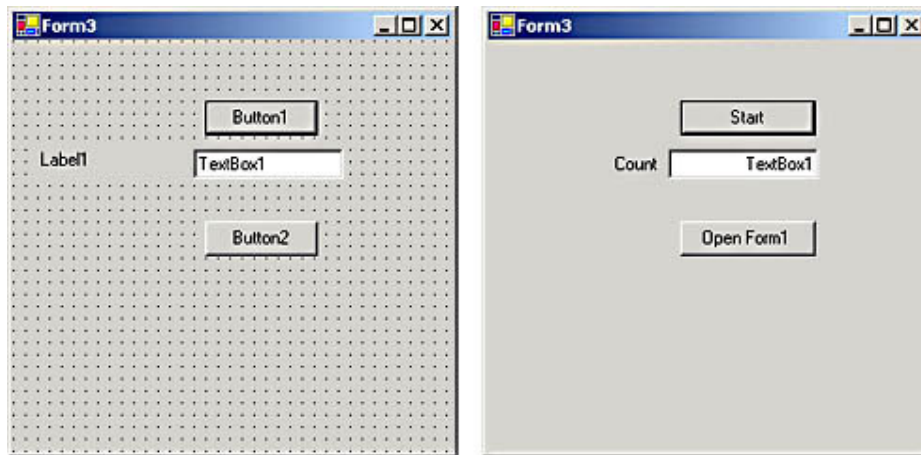 Form3
Button1
Label1 TextBox1
Button2
Form3
Start
Count TextBox1
Open Form1